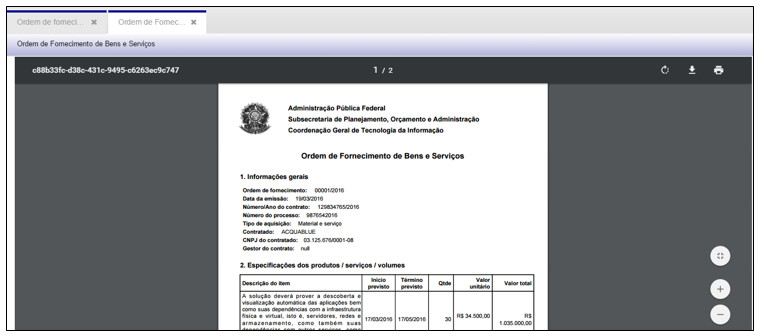 Ordem de forneci... ✖ Ordem de Fornec... ✖
Ordem de Fornecimento de Bens e Serviços
c88b33fc-d38c-431c-9495-c6263ec9c747 1 / 2
Administração Pública Federal
Subsecretaria de Planejamento, Orçamento e Administração
Coordenação Geral de Tecnologia da Informação
Ordem de Fornecimento de Bens e Serviços
1. Informações gerais
Ordem de fornecimento: 00001/2016
Data da emissão: 19/03/2016
Número/Ano do contrato: 129834765/2016
Número do processo: 9876542016
Tipo de aquisição: Material e serviço
Contratado: ACQUABLUE
CNPJ do contratado: 03.125.676/0001-08
Gestor do contrato: null
2. Especificações dos produtos / serviços / volumes
Descrição do item Início previsto Término previsto Qtde Valor unitário Valor total
A solução deverá prover a descoberta e
visualização automática das aplicações bem
como suas dependências com a infraestrutura
física e virtual, isto é, servidores, redes e
armazenamento, como também suas
17/03/2016 17/05/2016 30 R$ 34.500,00 R$ 1.035.000,00